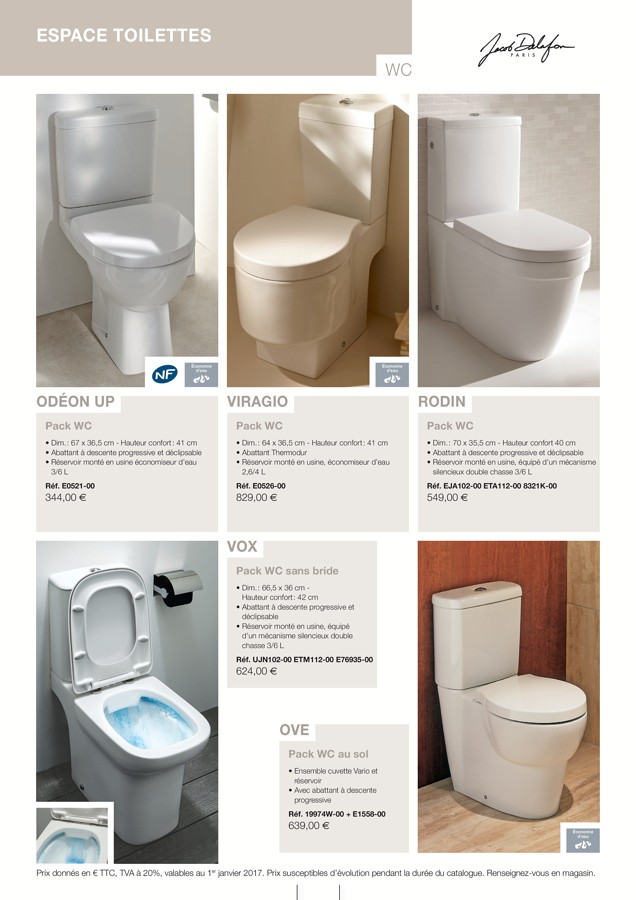 ESPACE TOILETTES
Jacob Delafon
PARIS
WC
NF
Économie
d'eau
Économie
d'eau
ODÉON UP
Pack WC
• Dim. : 67 x 36,5 cm - Hauteur confort : 41 cm
• Abattant à descente progressive et déclipsable
• Réservoir monté en usine économiseur d'eau
3/6 L
Réf. E0521-00
344,00 €
VIRAGIO
Pack WC
• Dim. : 64 x 36,5 cm - Hauteur confort : 41 cm
• Abattant Thermodur
• Réservoir monté en usine, économiseur d'eau
2,6/4 L
Réf. E0526-00
829,00 €
RODIN
Pack WC
• Dim. : 70 x 35,5 cm - Hauteur confort 40 cm
• Abattant à descente progressive et déclipsable
• Réservoir monté en usine, équipé d'un mécanisme
silencieux double chasse 3/6 L
Réf. EJA102-00 ETA112-00 8321K-00
549,00 €
VOX
Pack WC sans bride
• Dim. : 66,5 x 36 cm -
Hauteur confort : 42 cm
• Abattant à descente progressive et
déclipsable
• Réservoir monté en usine, équipé
d'un mécanisme silencieux double
chasse 3/6 L
Réf. UJN102-00 ETM112-00 E76935-00
624,00 €
OVE
Pack WC au sol
• Ensemble cuvette Vario et
réservoir
• Avec abattant à descente
progressive
Réf. 19974W-00 + E1558-00
639,00 €
Économie
d'eau
Prix donnés en € TTC, TVA à 20%, valables au 1er janvier 2017. Prix susceptibles d'évolution pendant la durée du catalogue. Renseignez-vous en magasin.